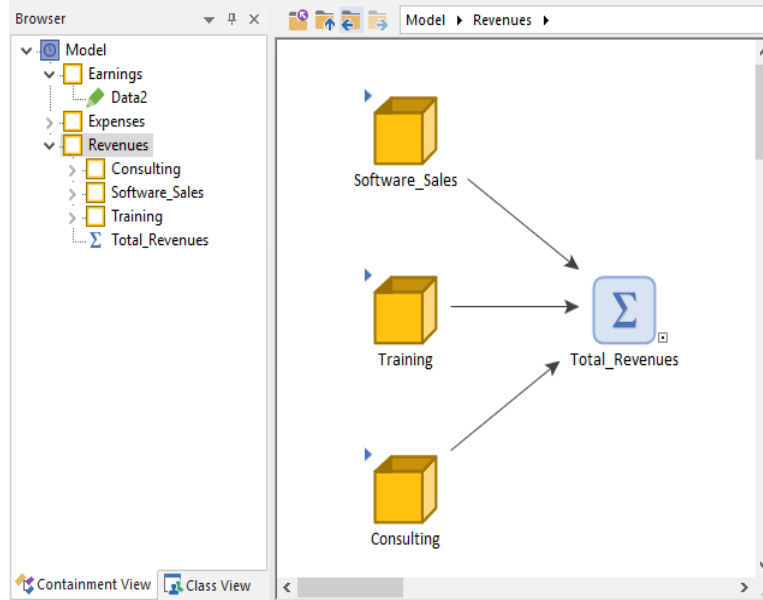 Browser
Model
Earnings
Data2
Expenses
Revenues
Consulting
Software_Sales
Training
Σ Total_Revenues
Containment View
Class View
Model Revenues
Software_Sales
Training
Σ
Total_Revenues
Consulting